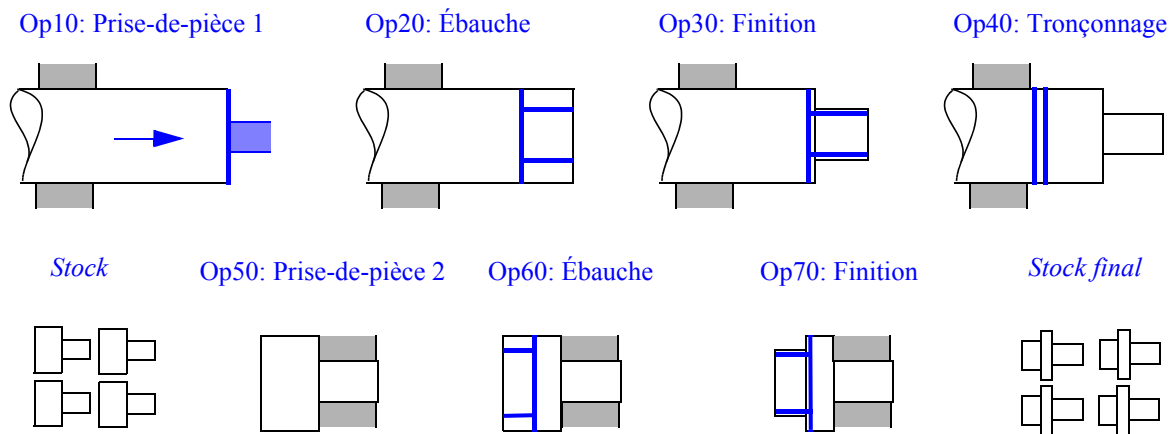 Op10: Prise-de-pièce 1
Op20: Ébauche
Op30: Finition
Op40: Tronçonnage
Stock
Op50: Prise-de-pièce 2
Op60: Ébauche
Op70: Finition
Stock final